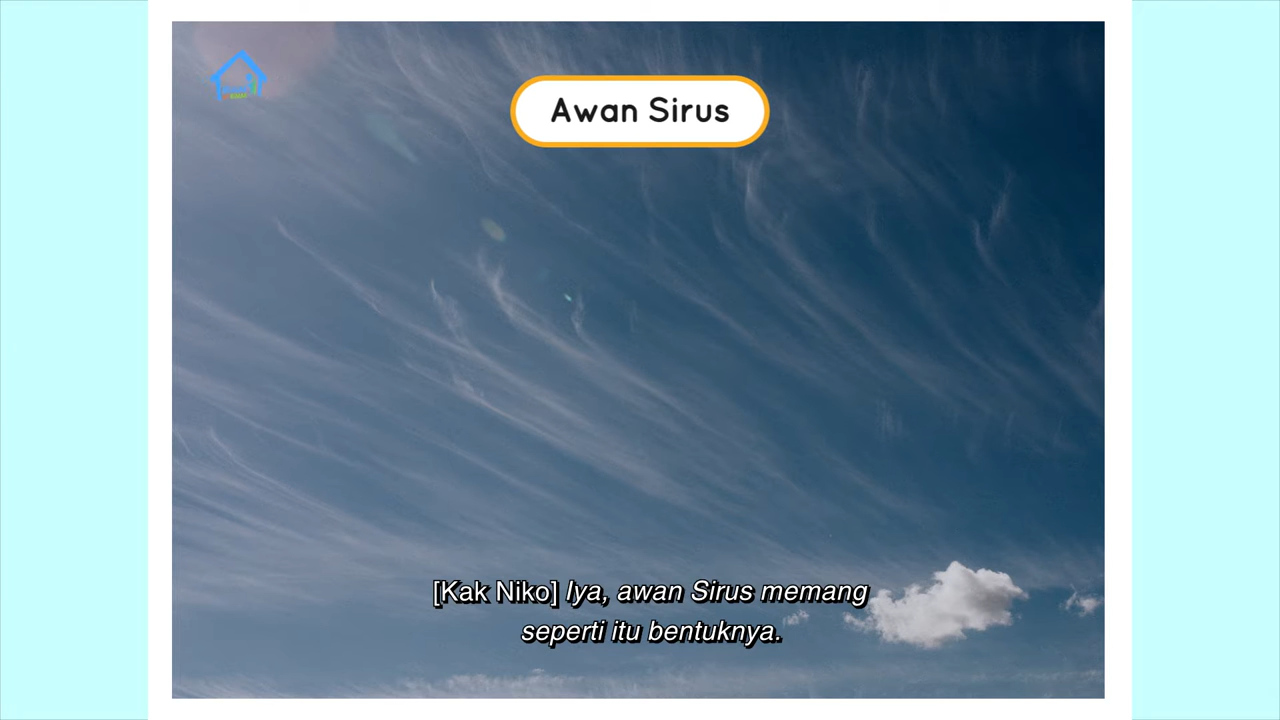 Awan Sirus
[Kak Niko] Iya, awan Sirus memang
seperti itu bentuknya.